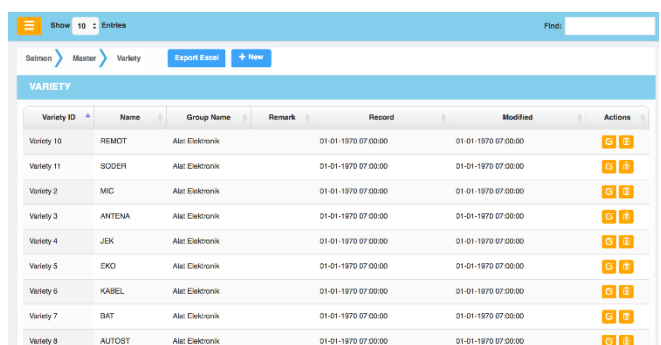 Show 10 Entries Find:
Salmon Master Variety Export Excel + New
VARIETY
Variety ID Name Group Name Remark Record Modified Actions
Variety 10 REMOT Alat Elektronik 01-01-1970 07:00:00 01-01-1970 07:00:00
Variety 11 SODER Alat Elektronik 01-01-1970 07:00:00 01-01-1970 07:00:00
Variety 2 MIC Alat Elektronik 01-01-1970 07:00:00 01-01-1970 07:00:00
Variety 3 ANTENA Alat Elektronik 01-01-1970 07:00:00 01-01-1970 07:00:00
Variety 4 JEK Alat Elektronik 01-01-1970 07:00:00 01-01-1970 07:00:00
Variety 5 EKO Alat Elektronik 01-01-1970 07:00:00 01-01-1970 07:00:00
Variety 6 KABEL Alat Elektronik 01-01-1970 07:00:00 01-01-1970 07:00:00
Variety 7 BAT Alat Elektronik 01-01-1970 07:00:00 01-01-1970 07:00:00
Variety 8 AUTOST Alat Elektronik 01-01-1970 07:00:00 01-01-1970 07:00:00